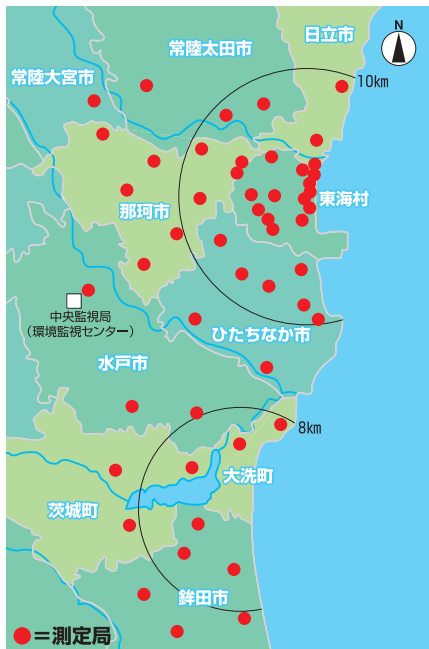 N
日立市
常陸太田市
常陸大宮市
10km
東海村
那珂市
中央監視局
（環境監視センター）
ひたちなか市
水戸市
8km
大洗町
茨城町
鉾田市
＝測定局